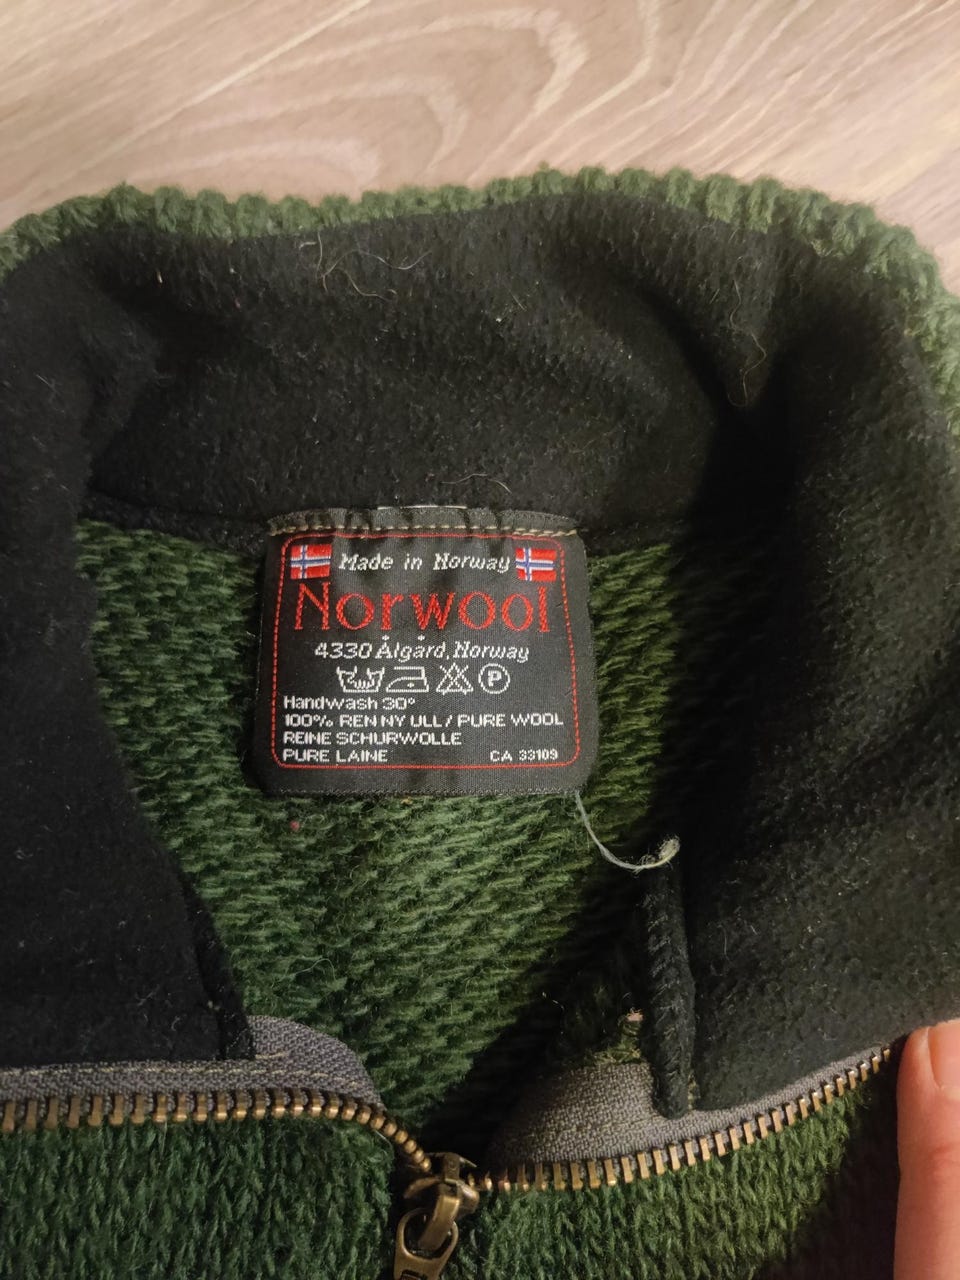 Made in Norway
Norwool
4330 Ålgård, Norway
P
Handwash 30°
100% REN NY ULL / PURE WOOL
REINE SCHURWOLLE
PURE LAINE CA 33109